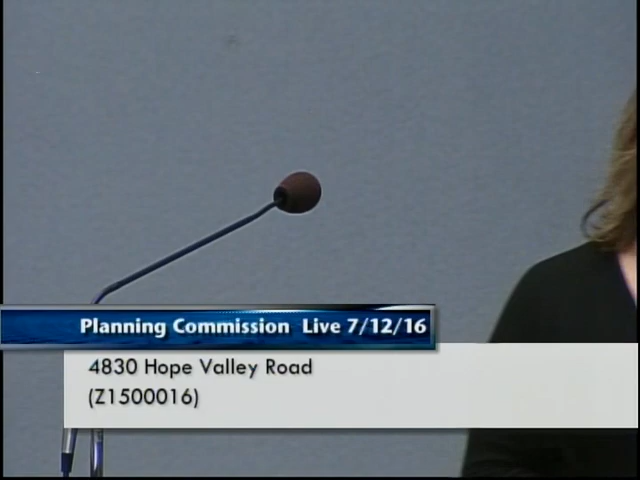 Planning Commission Live 7/12/16
4830 Hope Valley Road
(Z1500016)